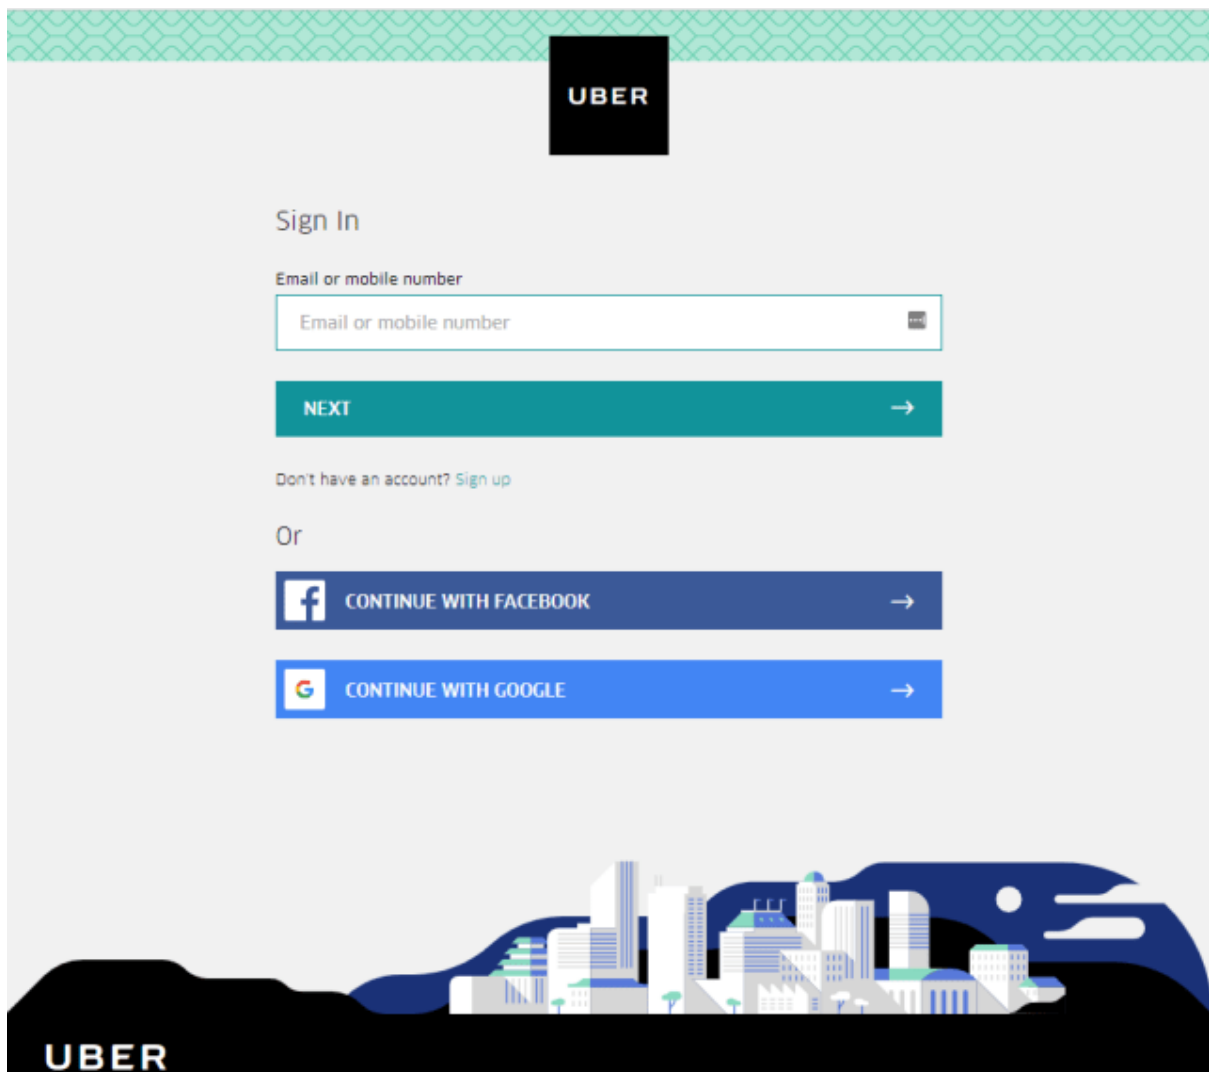 UBER
Sign In
Email or mobile number
Email or mobile number
NEXT
Don't have an account? Sign up
Or
CONTINUE WITH FACEBOOK
CONTINUE WITH GOOGLE
UBER